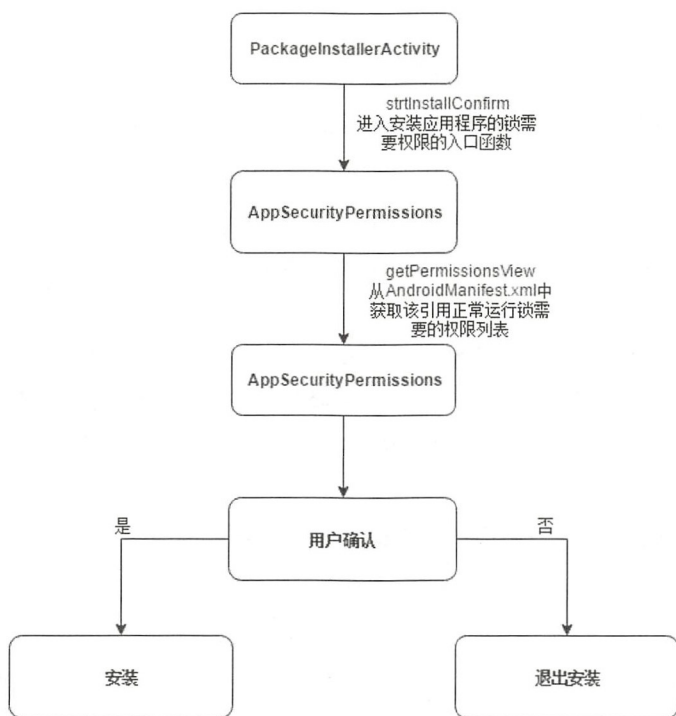 PackageInstallerActivity
strtInstallConfirm
进入安装应用程序的锁需
要权限的入口函数
AppSecurityPermissions
getPermissionsView
从AndroidManifest.xml中
获取该引用正常运行锁需
要的权限列表
AppSecurityPermissions
用户确认
是
否
安装
退出安装